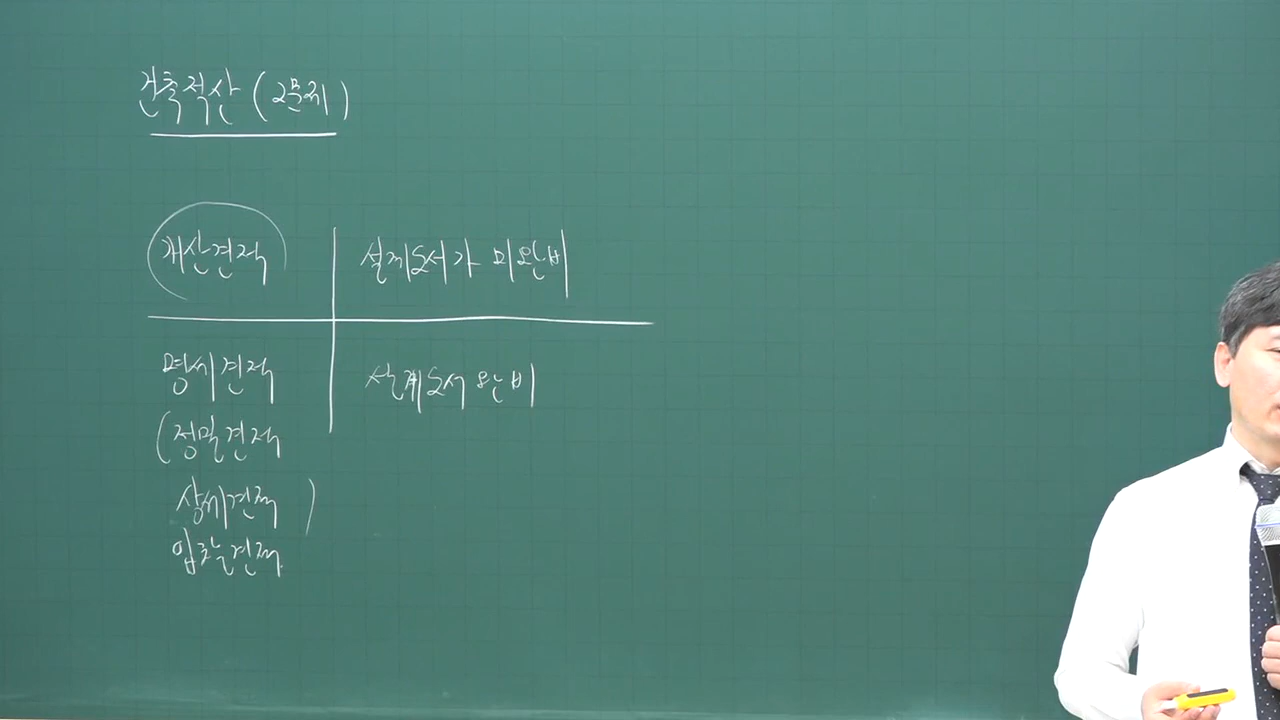 건축적산 (2문제)
개산견적 설계도서가 미완비
명세견적 설계도서 완비
(정밀견적
상세견적 )
입찰견적